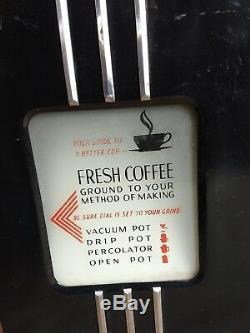 YOUR GUIDE TO
A BETTER CUP
FRESH COFFEE
GROUND TO YOUR
METHOD OF MAKING
BE SURE DIAL IS SET TO YOUR GRIND
VACUUM POT
DRIP POT
PERCOLATOR
OPEN POT